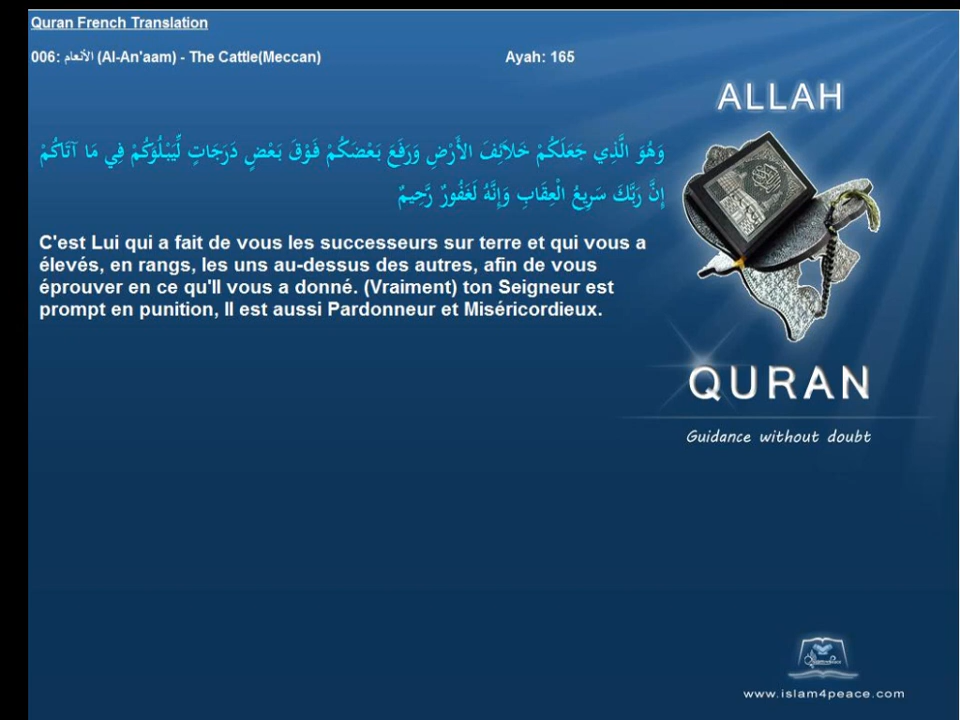 Quran French Translation
006: الأنعام (Al-An'aam) - The Cattle(Meccan) Ayah: 165
ALLAH
وَهُوَ الَّذِي جَعَلَكُمْ خَلاَئِفَ الأَرْضِ وَرَفَعَ بَعْضَكُمْ فَوْقَ بَعْضٍ دَرَجَاتٍ لِّيَبْلُوَكُمْ فِي مَا آتَاكُمْ
إِنَّ رَبَّكَ سَرِيعُ الْعِقَابِ وَإِنَّهُ لَغَفُورٌ رَّحِيمٌ
C'est Lui qui a fait de vous les successeurs sur terre et qui vous a
élevés, en rangs, les uns au-dessus des autres, afin de vous
éprouver en ce qu'Il vous a donné. (Vraiment) ton Seigneur est
prompt en punition, Il est aussi Pardonneur et Miséricordieux.
QURAN
Guidance without doubt
www.islam4peace.com